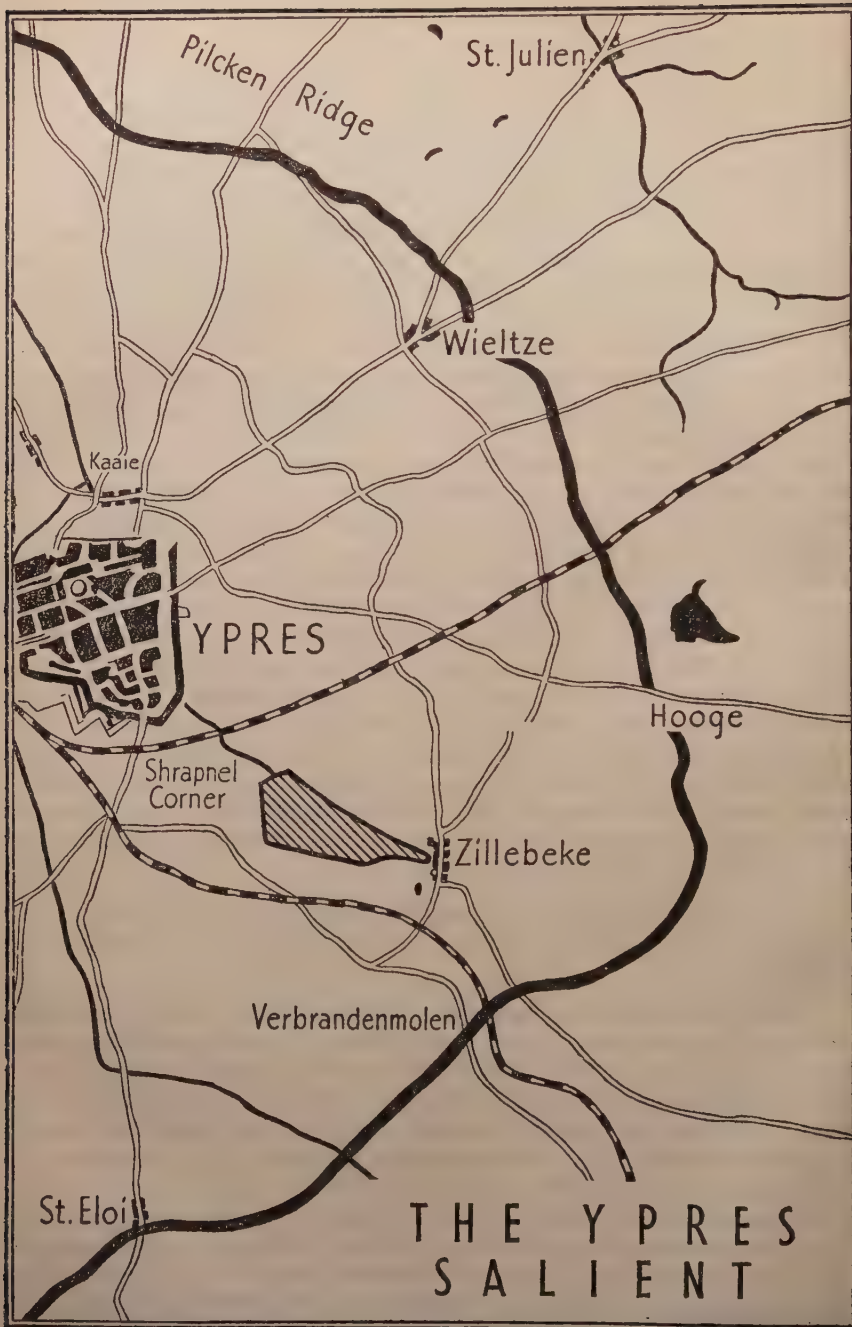 Pilcken Ridge
St. Julien
Wieltze
Kaaie
YPRES
Hooge
Shrapnel
Corner
Zillebeke
Verbrandenmolen
St. Eloi
THE YPRES
SALIENT